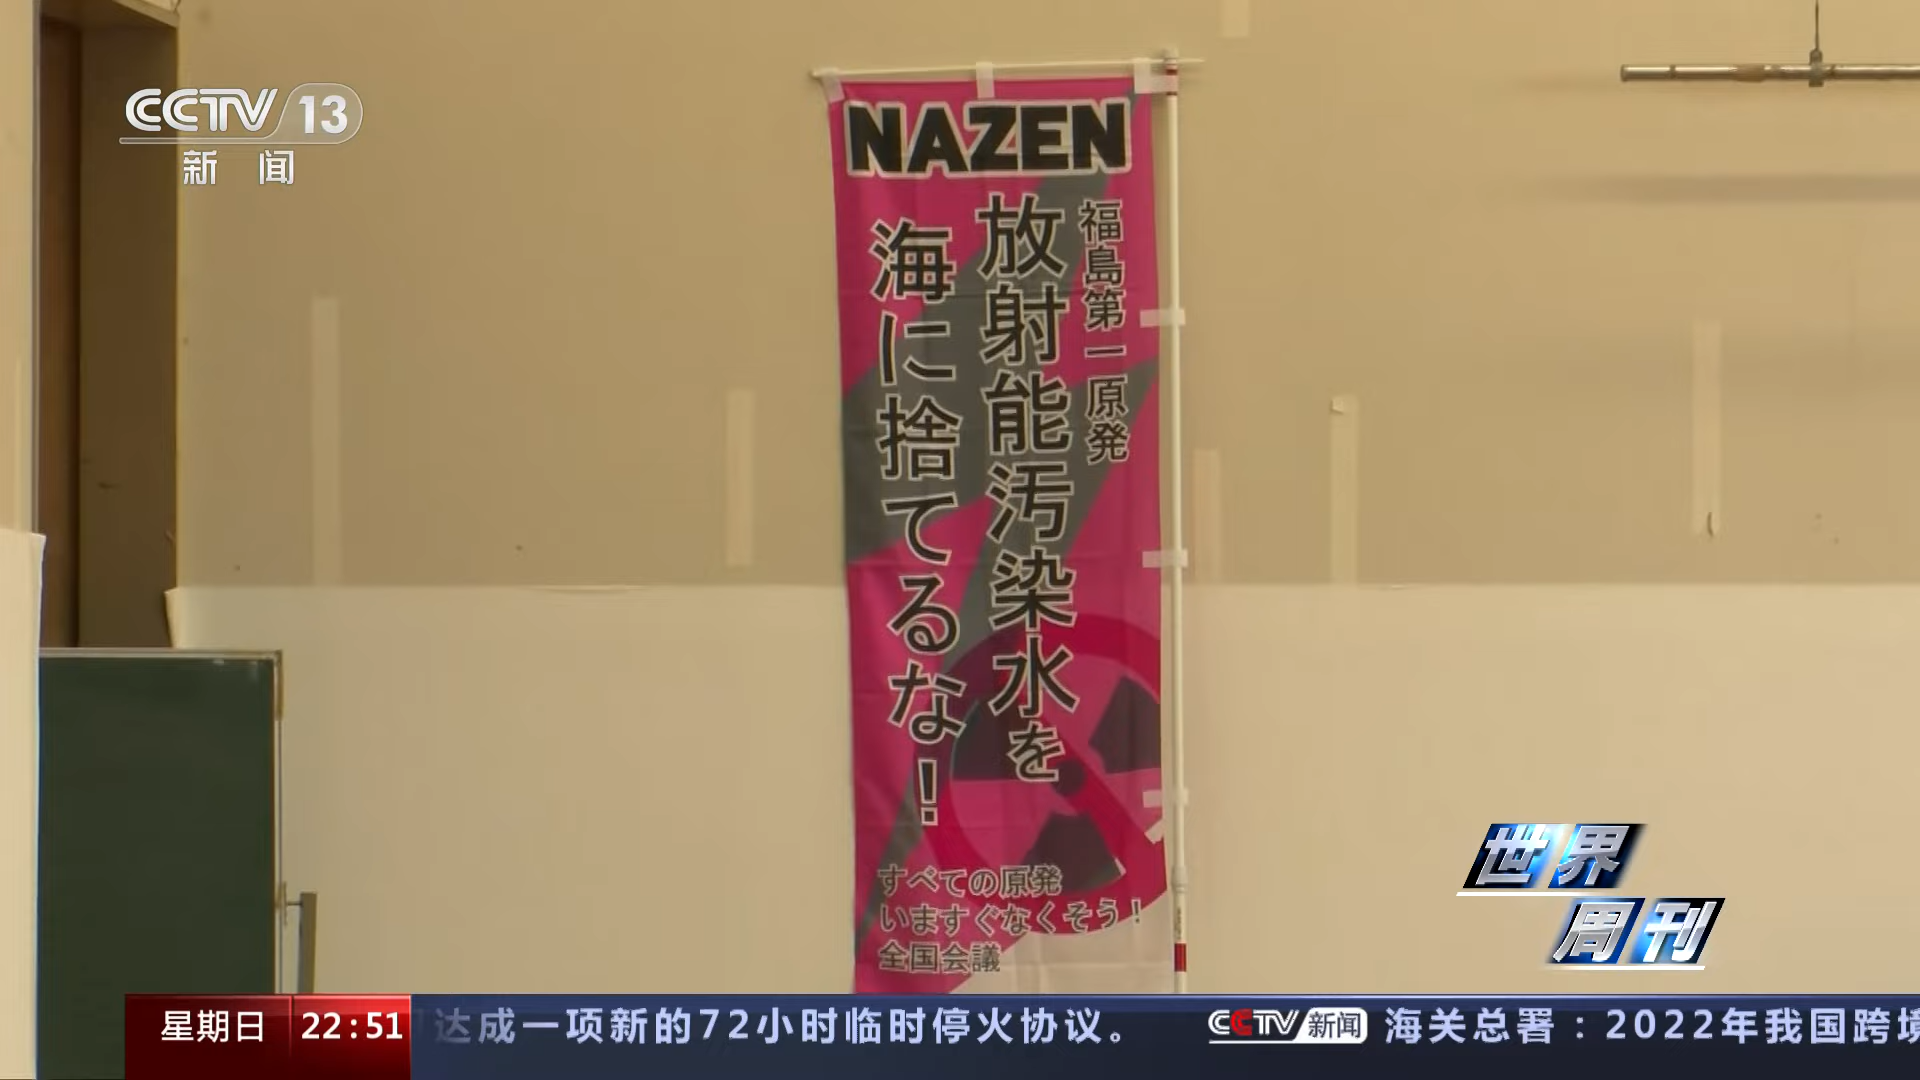 CCTV 13
新闻
NAZEN
福島第一原発
放射能汚染水を
海に捨てるな!
すべての原発
いますぐなくそう!
全国会議
世界
周刊
星期日 22:51 达成一项新的72小时临时停火协议。 CCTV新闻 海关总署:2022年我国跨境